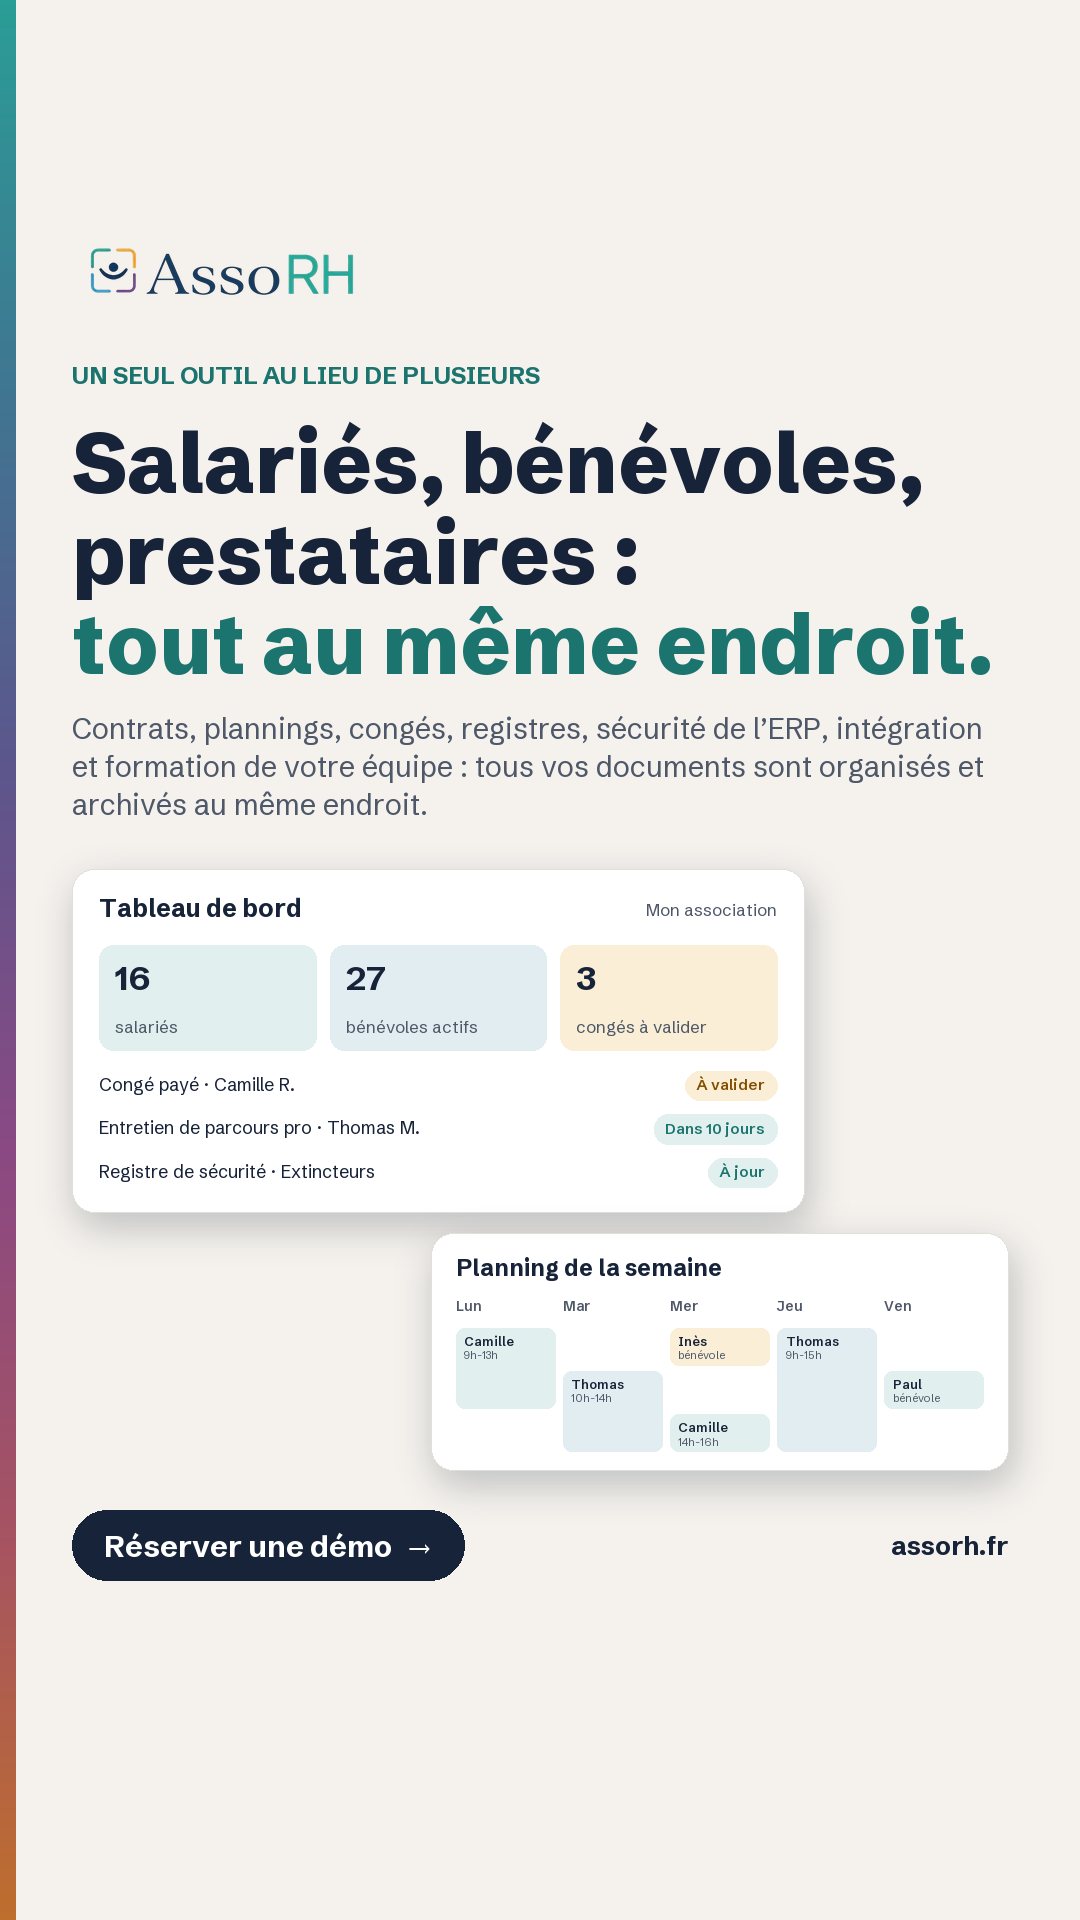 AssoRH
UN SEUL OUTIL AU LIEU DE PLUSIEURS
Salariés, bénévoles,
prestataires :
tout au même endroit.
Contrats, plannings, congés, registres, sécurité de l’ERP, intégration
et formation de votre équipe : tous vos documents sont organisés et
archivés au même endroit.
Tableau de bord
Mon association
16
salariés
27
bénévoles actifs
3
congés à valider
Congé payé · Camille R.
À valider
Entretien de parcours pro · Thomas M.
Dans 10 jours
Registre de sécurité · Extincteurs
À jour
Planning de la semaine
Lun Mar Mer Jeu Ven
Camille
9h-13h
Thomas
10h-14h
Inès
bénévole
Camille
14h-16h
Thomas
9h-15h
Paul
bénévole
Réserver une démo →
assorh.fr